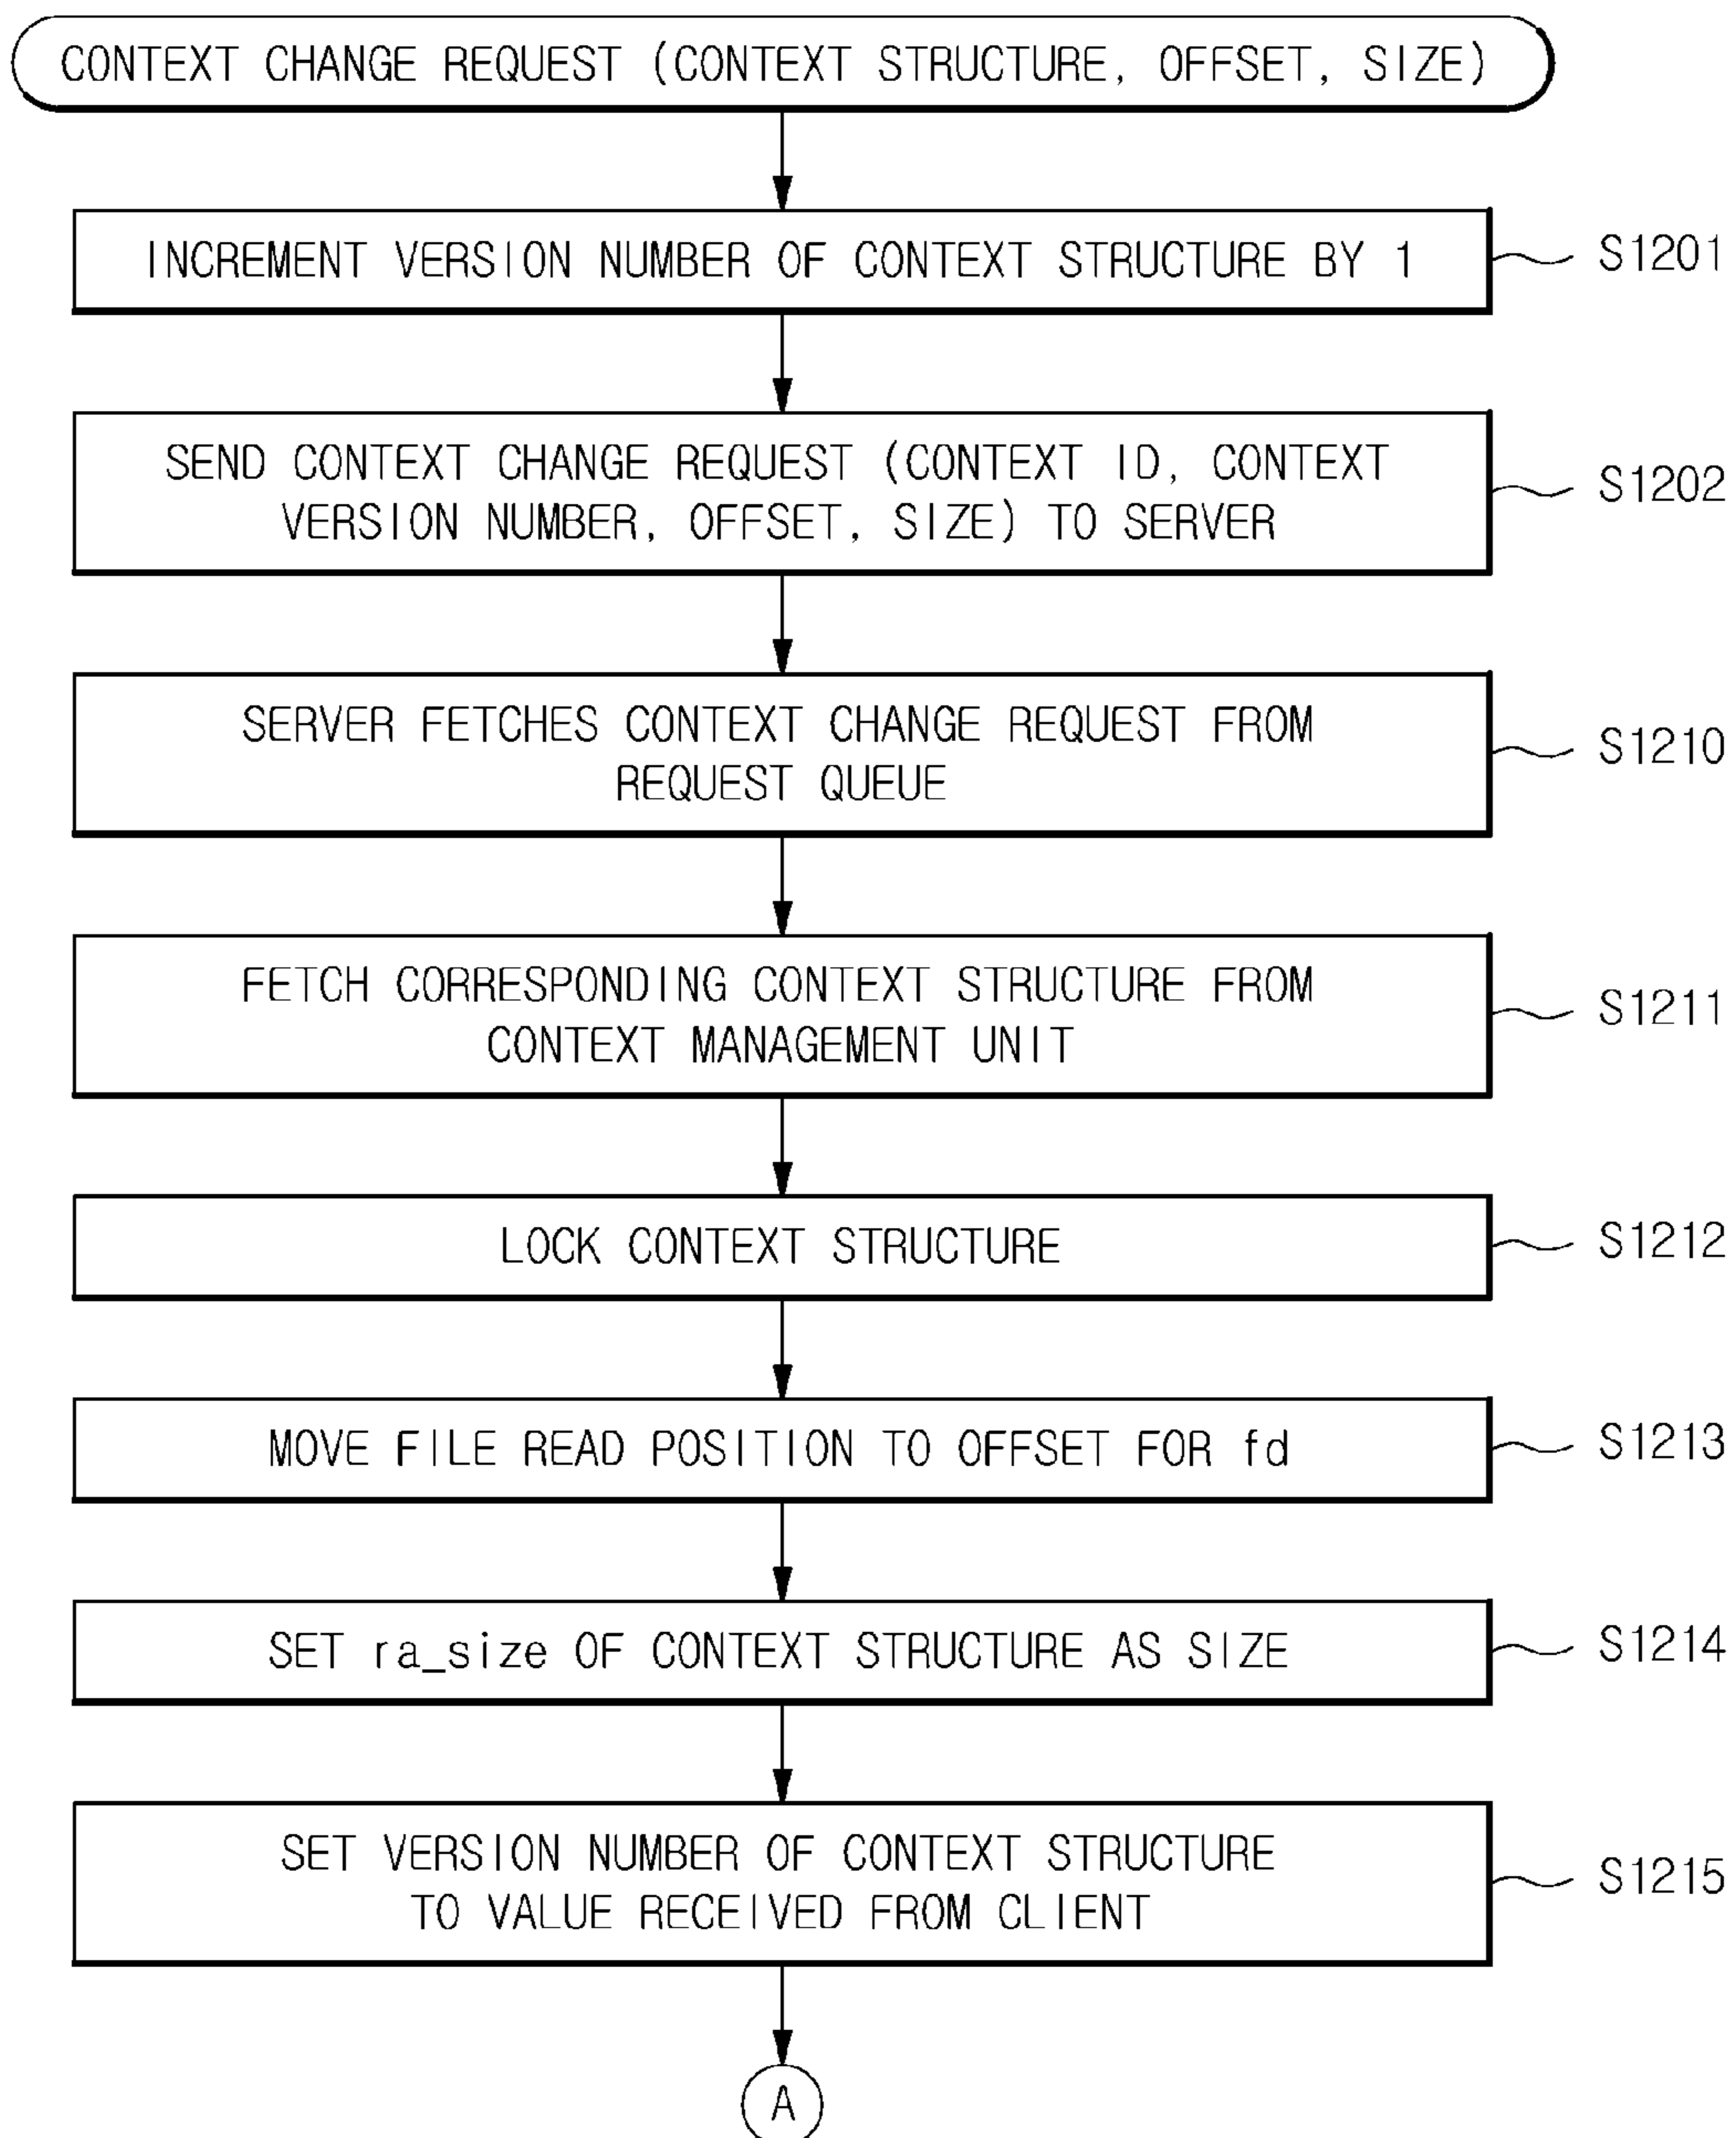 CONTEXT CHANGE REQUEST (CONTEXT STRUCTURE, OFFSET, SIZE)
INCREMENT VERSION NUMBER OF CONTEXT STRUCTURE BY 1
S1201
SEND CONTEXT CHANGE REQUEST (CONTEXT ID, CONTEXT
VERSION NUMBER, OFFSET, SIZE) TO SERVER
S1202
SERVER FETCHES CONTEXT CHANGE REQUEST FROM
REQUEST QUEUE
S1210
FETCH CORRESPONDING CONTEXT STRUCTURE FROM
CONTEXT MANAGEMENT UNIT
S1211
LOCK CONTEXT STRUCTURE
S1212
MOVE FILE READ POSITION TO OFFSET FOR fd
S1213
SET ra_size OF CONTEXT STRUCTURE AS SIZE
S1214
SET VERSION NUMBER OF CONTEXT STRUCTURE
TO VALUE RECEIVED FROM CLIENT
S1215
A